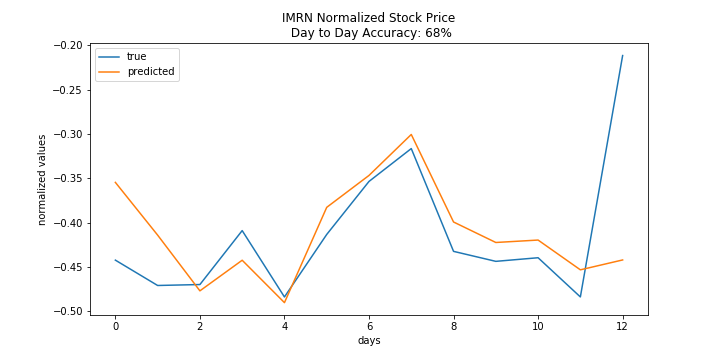 IMRN Normalized Stock Price
Day to Day Accuracy: 68%
true
predicted
normalized values
−0.20
−0.25
−0.30
−0.35
−0.40
−0.45
−0.50
0
2
4
6
8
10
12
days